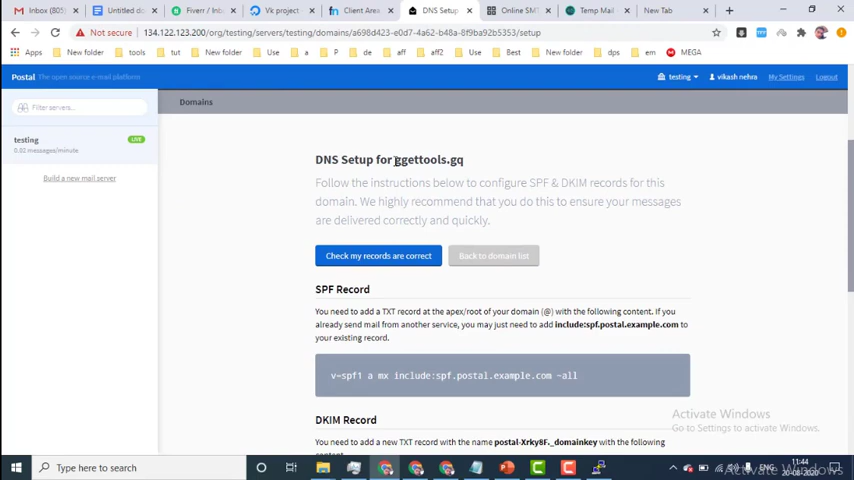 Inbox (805)
Untitled do
Fiverr / Inbox
Vk project
Client Area
DNS Setup
Online SMT
Temp Mail
New Tab
Not secure | 134.122.123.200/org/testing/servers/testing/domains/a698d423-e0d7-4a62-b48a-8f9ba92b5353/setup
Apps New folder tools tut Use a P de aff aff2 Use Best New folder dps em MEGA
Postal The open source e-mail platform
testing vikash nehra My Settings Logout
Filter servers...
Domains
testing LIVE
0.02 messages/minute
Build a new mail server
DNS Setup for ggettools.gq
Follow the instructions below to configure SPF & DKIM records for this
domain. We highly recommend that you do this to ensure your messages
are delivered correctly and quickly.
Check my records are correct
Back to domain list
SPF Record
You need to add a TXT record at the apex/root of your domain (@) with the following content. If you
already send mail from another service, you may just need to add include:spf.postal.example.com to
your existing record.
v=spf1 a mx include:spf.postal.example.com ~all
DKIM Record
You need to add a new TXT record with the name postal-Xrky8F._domainkey with the following
content.
Activate Windows
Go to Settings to activate Windows.
Type here to search
ENG
11:44
20-08-2020
Activate Windows